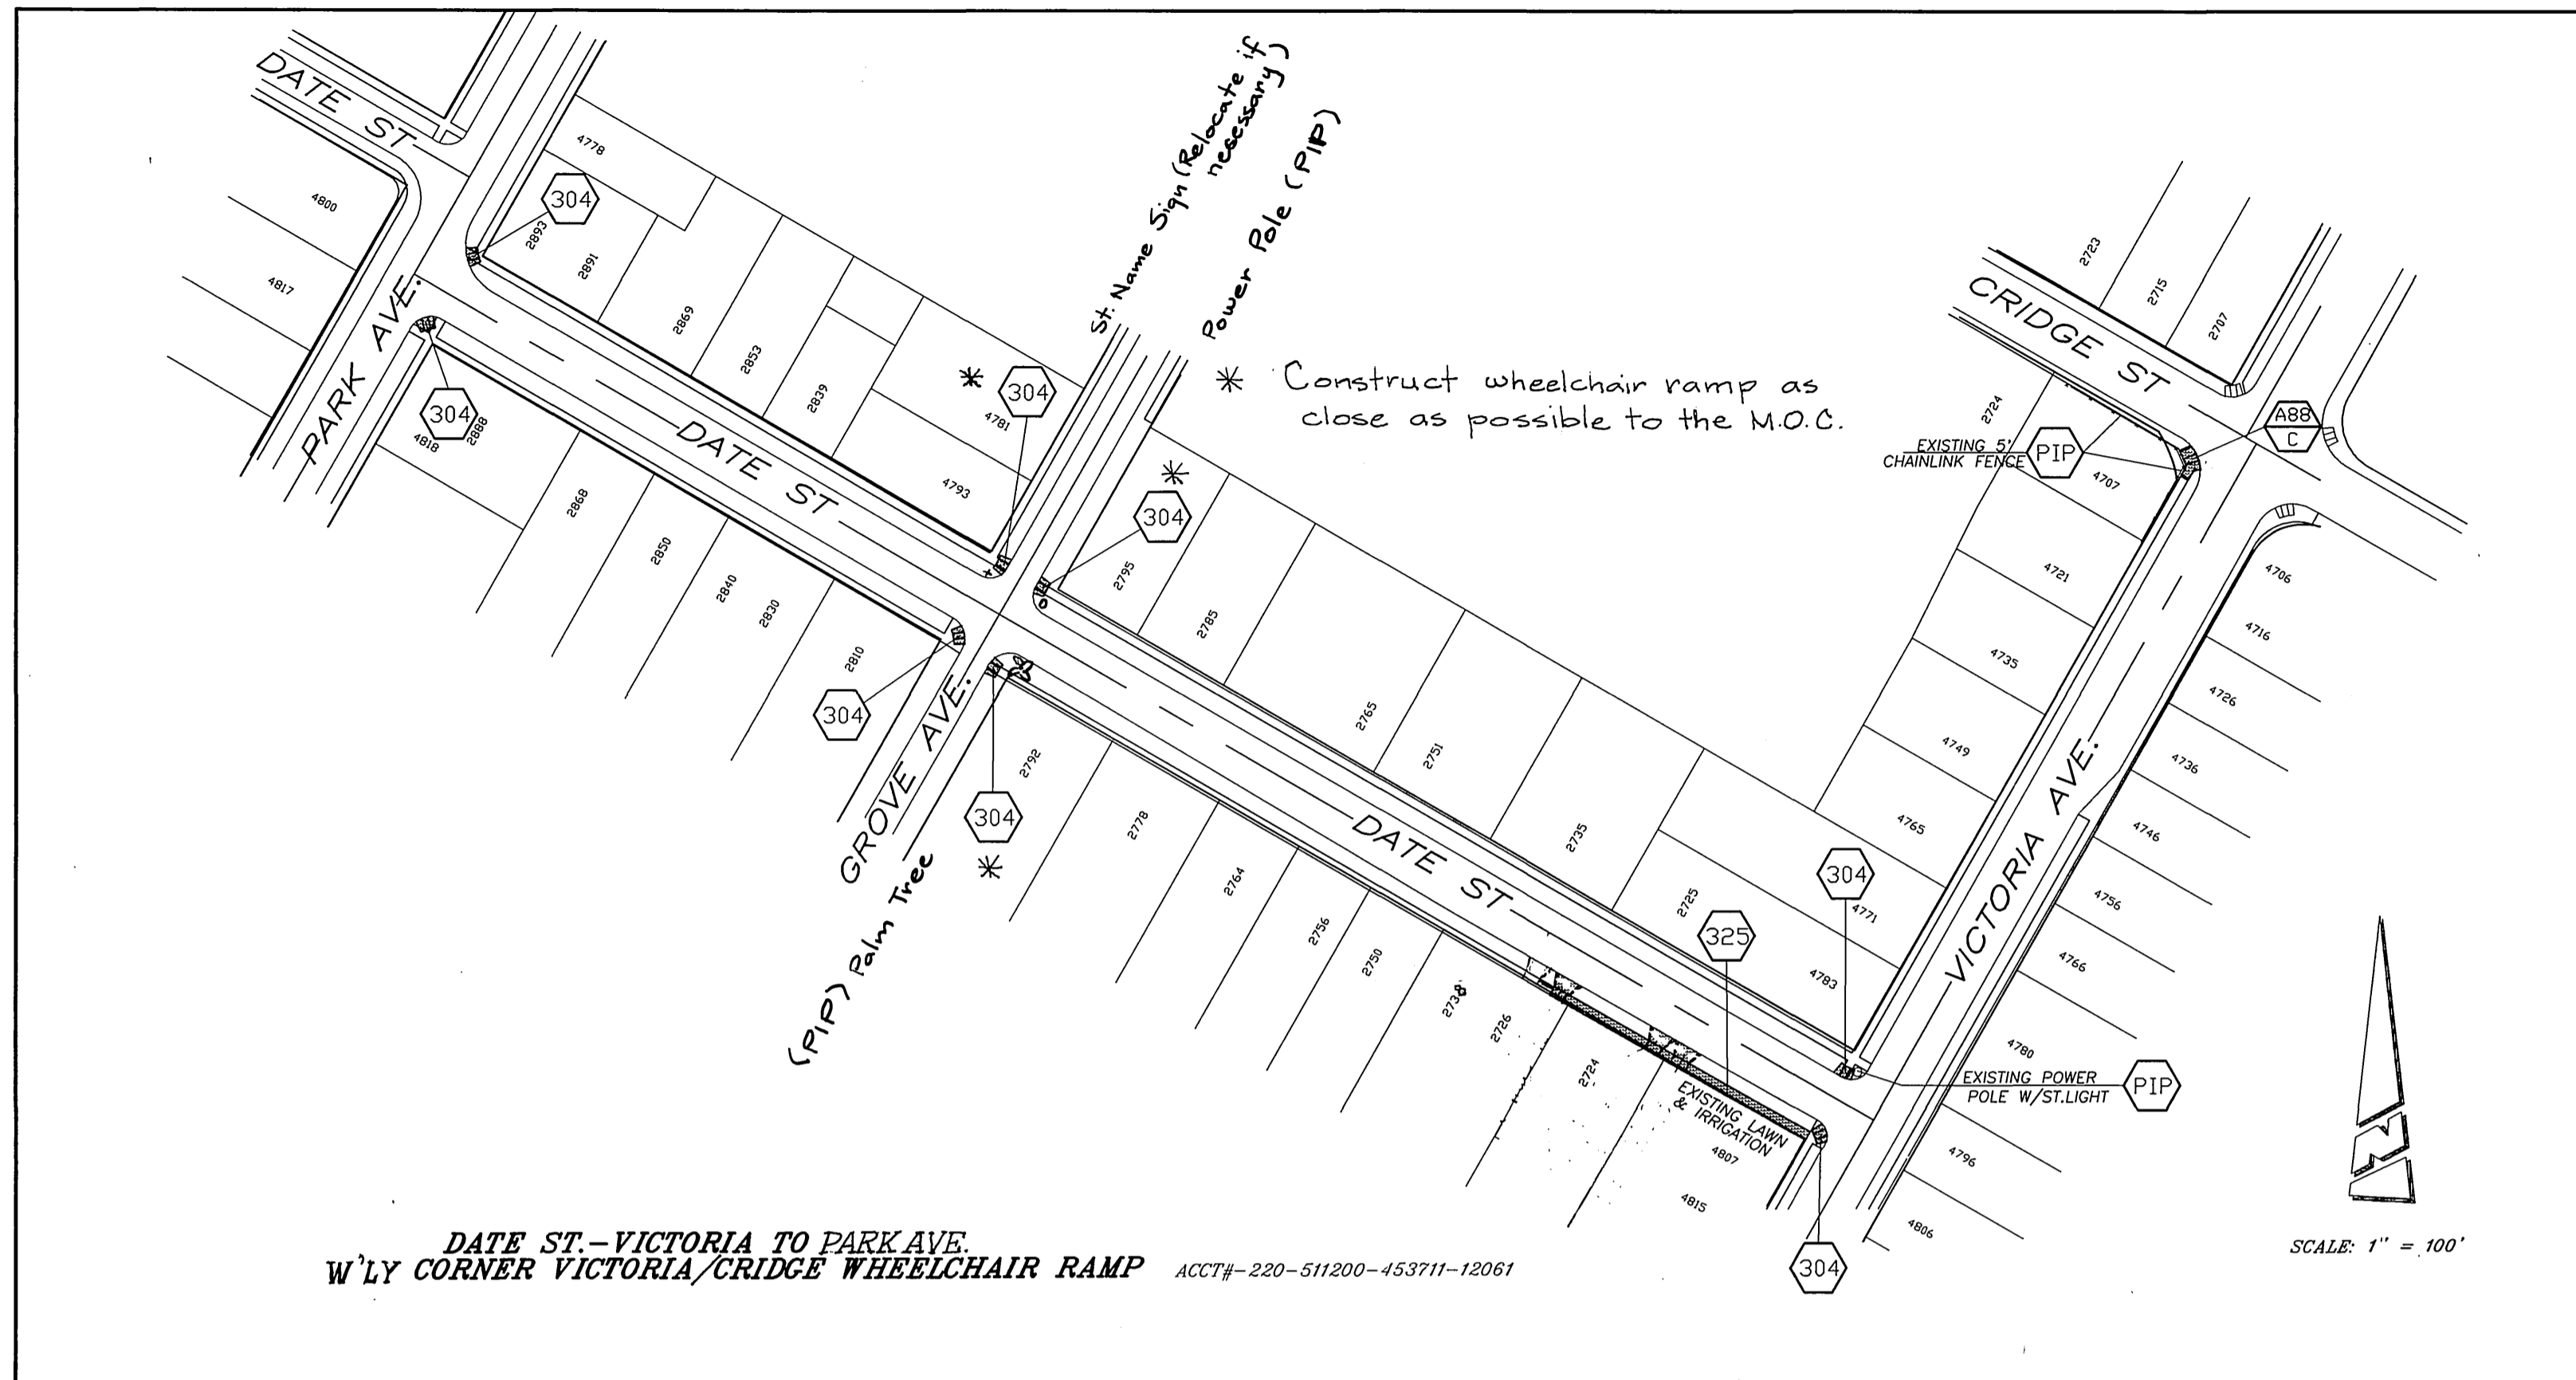 DATE ST
4800
4817
PARK AVE.
304
4778
304
2893
2891
2869
2853
2839
*
304
4781
4793
4818
2888
2868
2850
2840
2830
2810
304
DATE ST
St. Name Sign (Relocate if
nesessary)
Power Pole (PIP)
* Construct wheelchair ramp as
close as possible to the M.O.C.
*
304
2795
2785
2765
2751
2735
2725
GROVE AVE.
(PIP) Palm Tree
304
*
2792
2778
2764
2756
2750
2738
2726
2724
DATE ST
325
304
EXISTING LAWN
& IRRIGATION
4807
4815
304
CRIDGE ST
2723
2715
2707
2724
A88
C
EXISTING 5'
CHAINLINK FENCE
PIP
4707
4721
4735
4749
4765
4771
4783
VICTORIA AVE.
4706
4716
4726
4736
4746
4756
4766
4780
4796
4806
EXISTING POWER
POLE W/ST.LIGHT
PIP
DATE ST.-VICTORIA TO PARK AVE.
W'LY CORNER VICTORIA/CRIDGE WHEELCHAIR RAMP
ACCT#-220-511200-453711-12061
SCALE: 1" = 100'